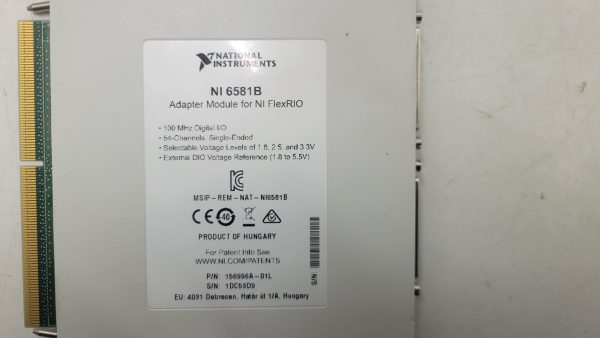 NATIONAL
INSTRUMENTS
NI 6581B
Adapter Module for NI FlexRIO
• 100 MHz Digital I/O
• 54-Channels, Single-Ended
• Selectable Voltage Levels of 1.8, 2.5, and 3.3V
• External DIO Voltage Reference (1.8 to 5.5V)
MSIP-REM-NAT-NI6581B
CE 40
PRODUCT OF HUNGARY
For Patent Info See
WWW.NI.COM/PATENTS
P/N: 156996A-01L
S/N: 1DC53D9
EU: 4031 Debrecen, Határ út 1/A, Hungary
S/N: